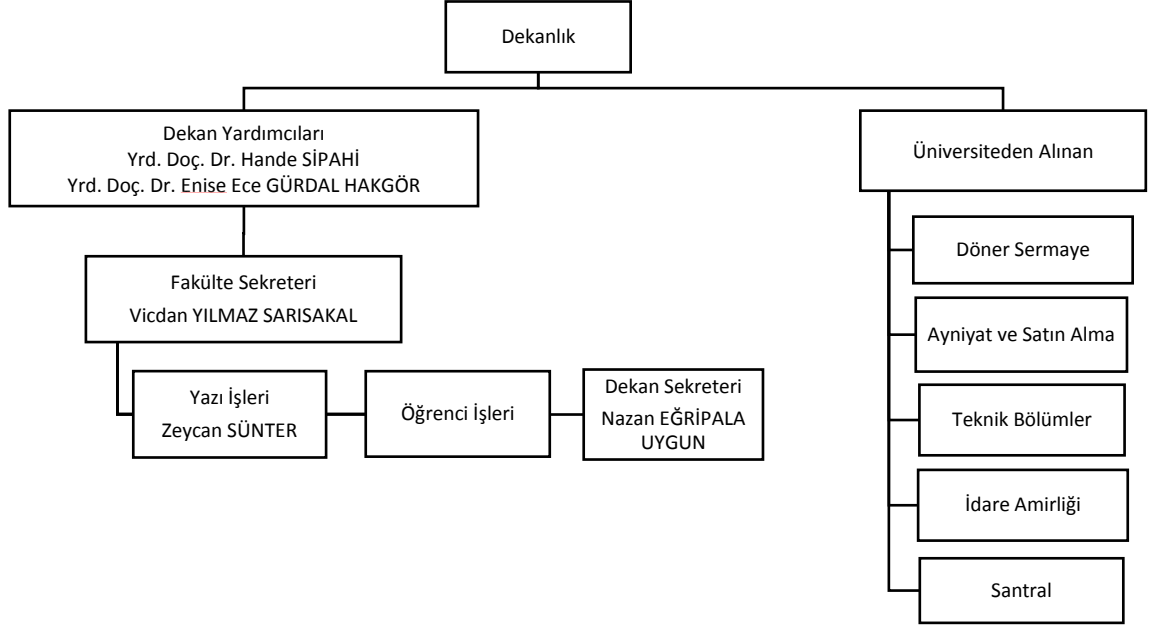 Dekanlık
Dekan Yardımcıları
Yrd. Doç. Dr. Hande SİPAHİ
Yrd. Doç. Dr. Enise Ece GÜRDAL HAKGÖR
Üniversiteden Alınan
Fakülte Sekreteri
Vicdan YILMAZ SARISAKAL
Yazı İşleri
Zeycan SÜNTER
Öğrenci İşleri
Dekan Sekreteri
Nazan EĞRİPALA
UYGUN
Döner Sermaye
Ayniyat ve Satın Alma
Teknik Bölümler
İdare Amirliği
Santral